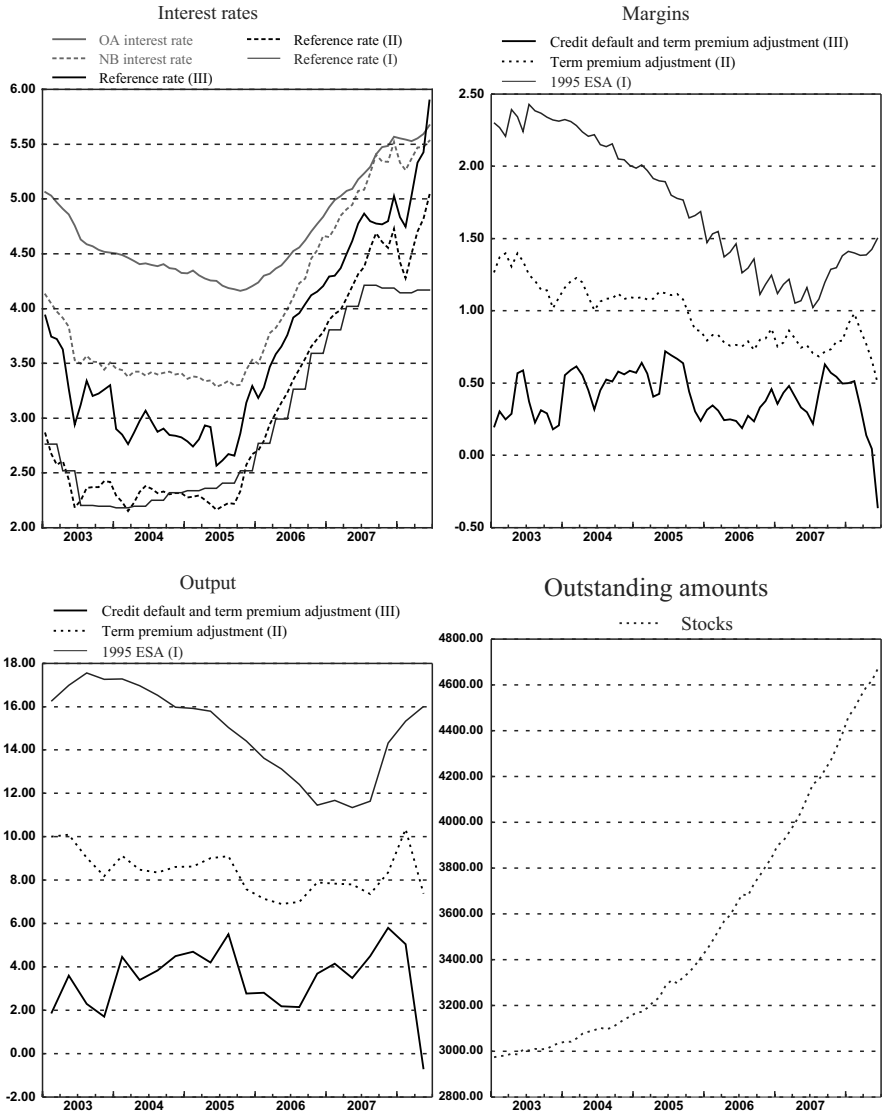 Interest rates
OA interest rate
NB interest rate
Reference rate (III)
Reference rate (II)
Reference rate (I)
6.00
5.50
5.00
4.50
4.00
3.50
3.00
2.50
2.00
2003 2004 2005 2006 2007
Margins
Credit default and term premium adjustment (III)
Term premium adjustment (II)
1995 ESA (I)
2.50
2.00
1.50
1.00
0.50
0.00
-0.50
2003 2004 2005 2006 2007
Output
Credit default and term premium adjustment (III)
Term premium adjustment (II)
1995 ESA (I)
18.00
16.00
14.00
12.00
10.00
8.00
6.00
4.00
2.00
0.00
-2.00
2003 2004 2005 2006 2007
Outstanding amounts
Stocks
4800.00
4600.00
4400.00
4200.00
4000.00
3800.00
3600.00
3400.00
3200.00
3000.00
2800.00
2003 2004 2005 2006 2007